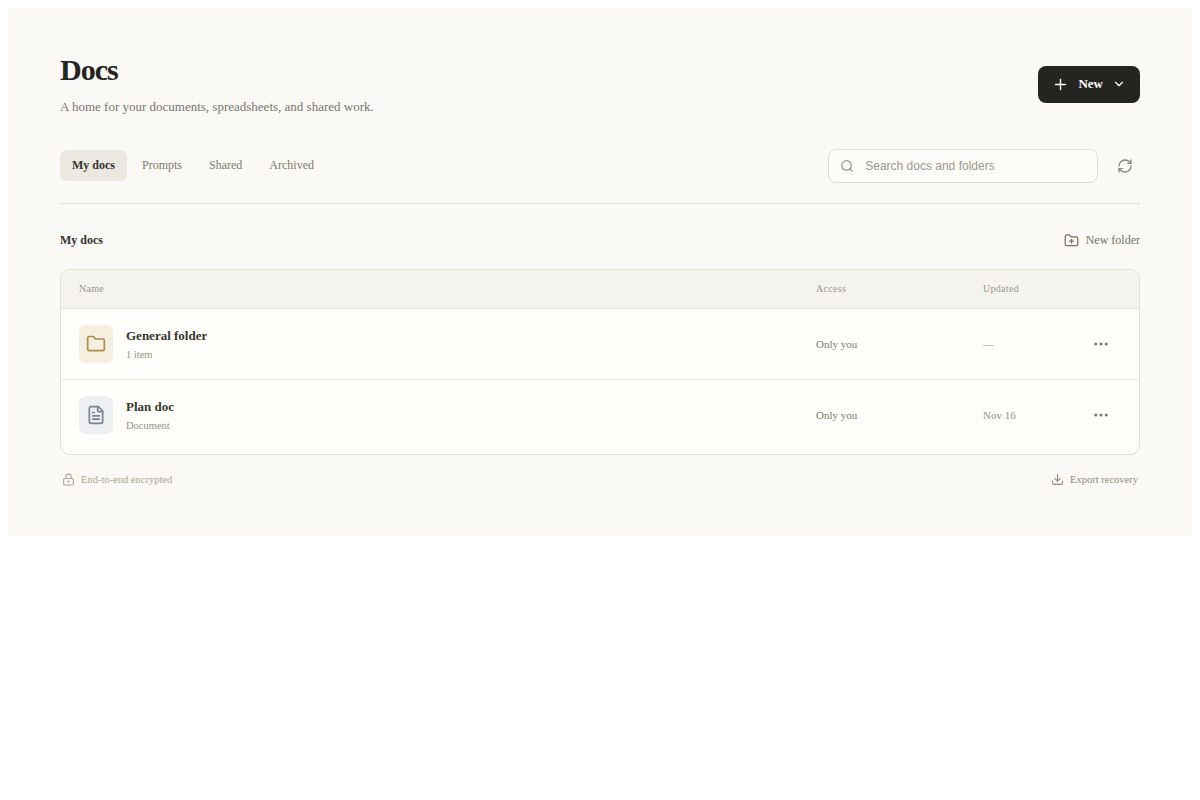 Docs
A home for your documents, spreadsheets, and shared work.
New
My docs
Prompts
Shared
Archived
Search docs and folders
My docs
New folder
Name
Access
Updated
General folder
1 item
Only you
—
Plan doc
Document
Only you
Nov 16
End-to-end encrypted
Export recovery